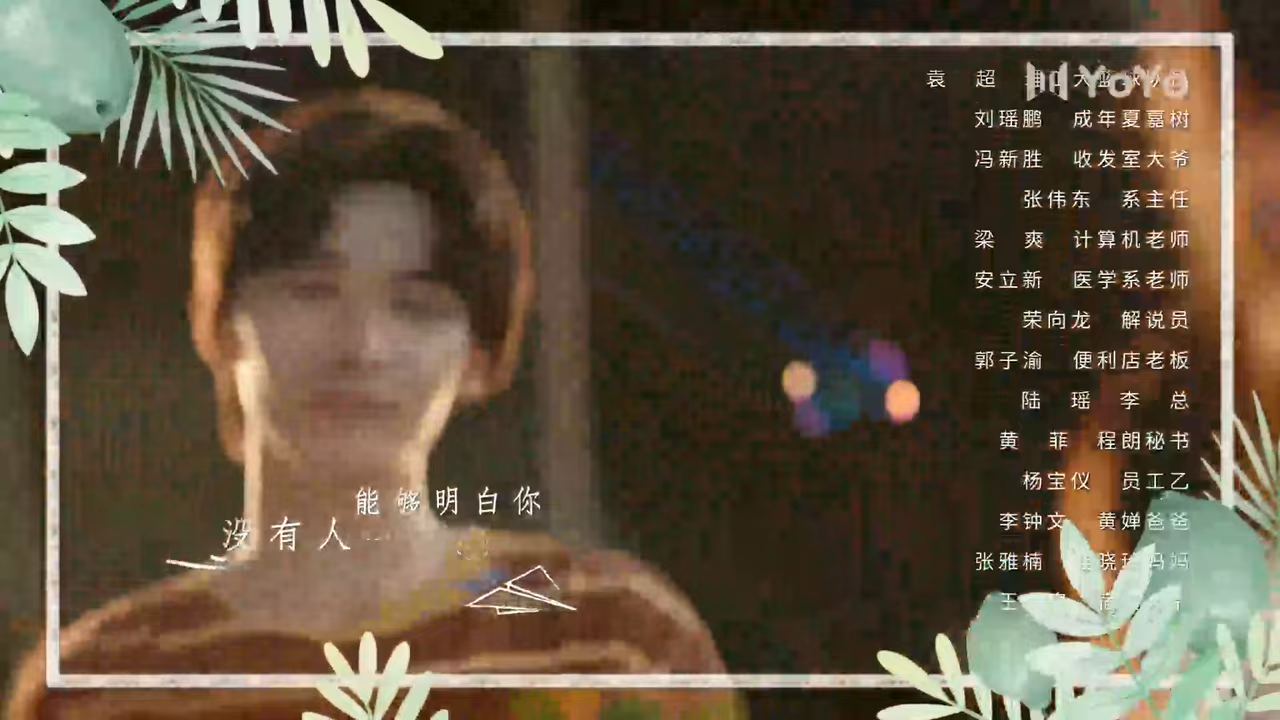 YoYo
袁 超
刘瑶鹏 成年夏嘉树
冯新胜 收发室大爷
张伟东 系主任
梁 爽 计算机老师
安立新 医学系老师
荣向龙 解说员
郭子渝 便利店老板
陆 瑶 李 总
黄 菲 程朗秘书
杨宝仪 员工乙
李钟文 黄婵爸爸
张雅楠 晓 妈妈
王
能够明白你
没有人